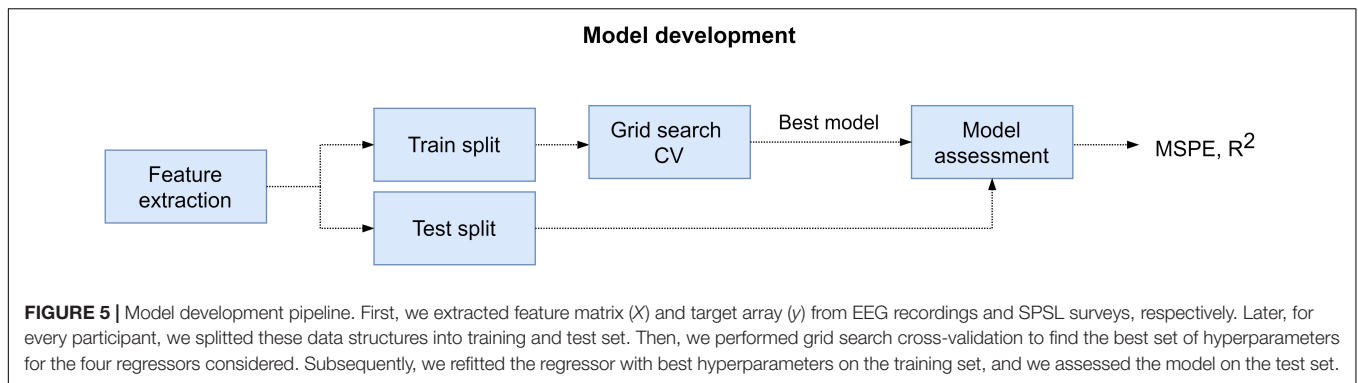 Model development
Feature
extraction
Train split
Test split
Grid search
CV
Best model
Model
assessment
MSPE, R²
FIGURE 5 | Model development pipeline. First, we extracted feature matrix (X) and target array (y) from EEG recordings and SPSL surveys, respectively. Later, for
every participant, we splitted these data structures into training and test set. Then, we performed grid search cross-validation to find the best set of hyperparameters
for the four regressors considered. Subsequently, we refitted the regressor with best hyperparameters on the training set, and we assessed the model on the test set.